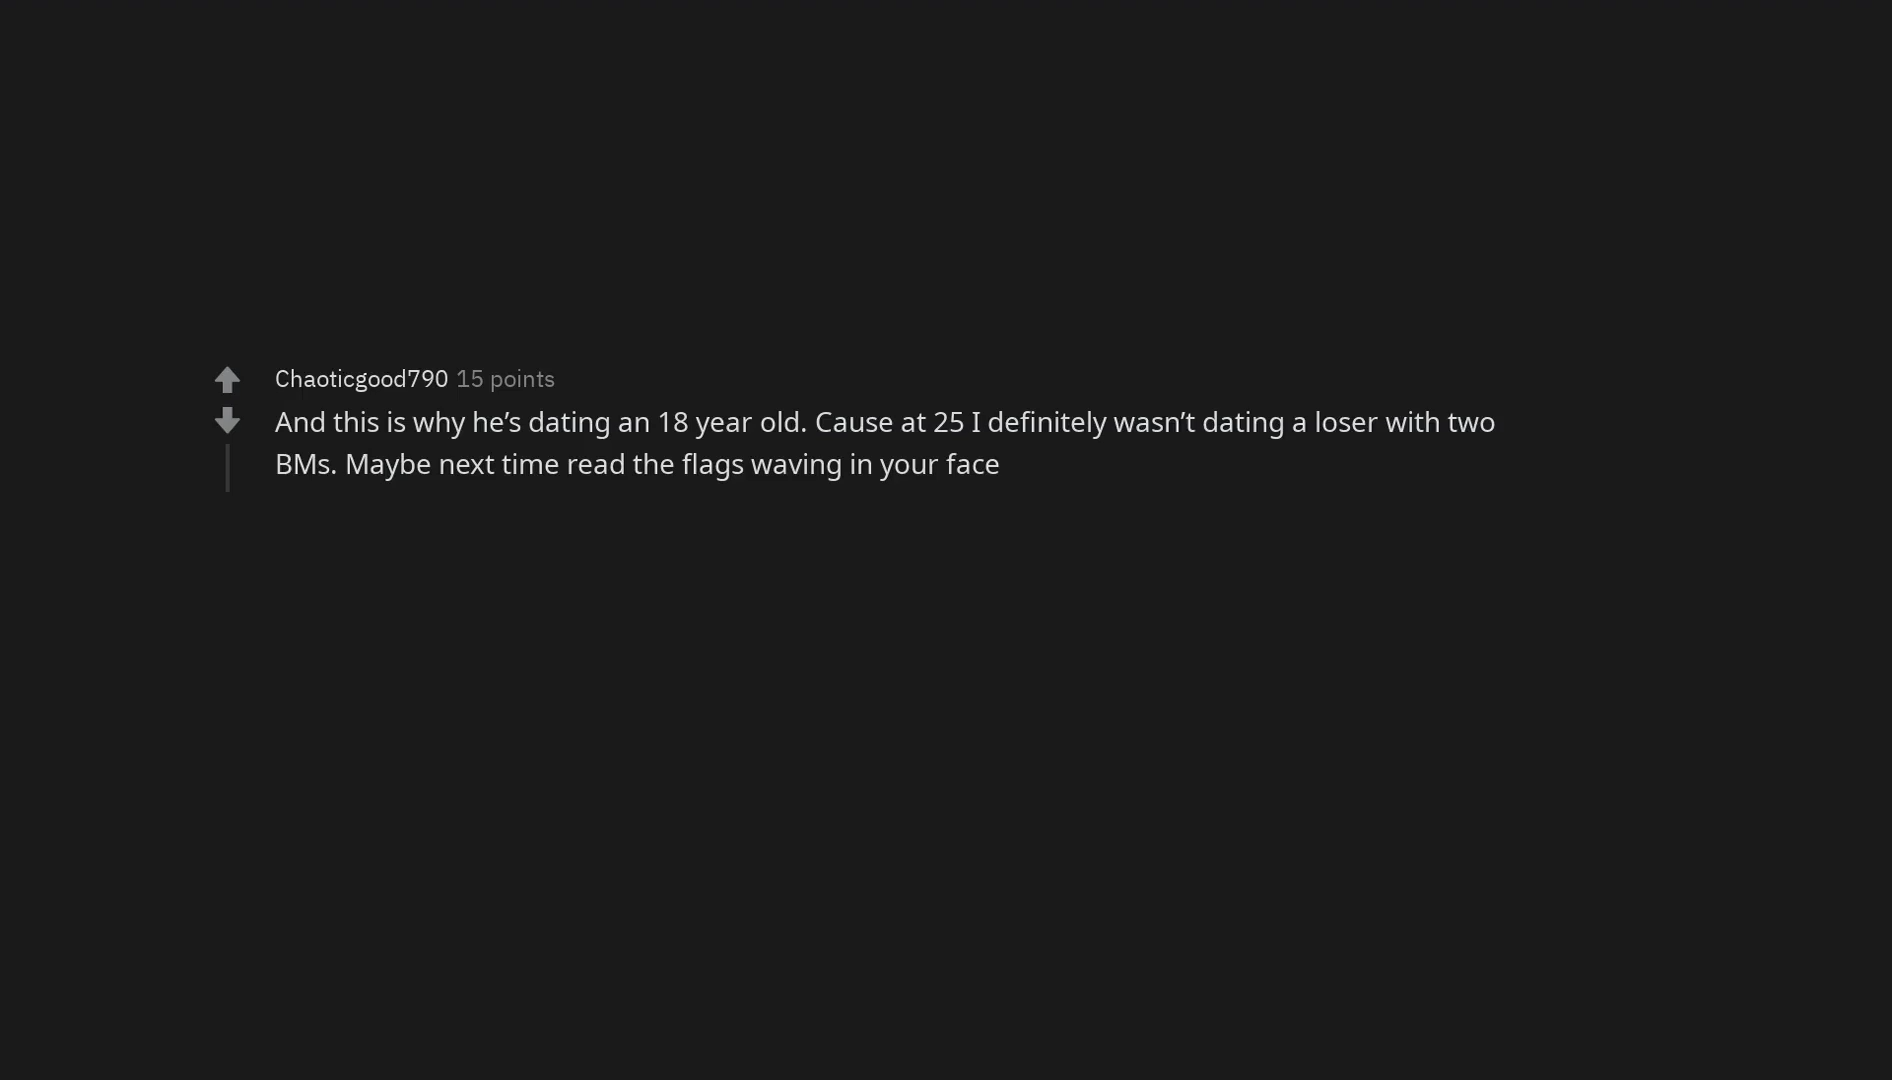 Chaoticgood790 15 points
And this is why he’s dating an 18 year old. Cause at 25 I definitely wasn’t dating a loser with two
BMs. Maybe next time read the flags waving in your face